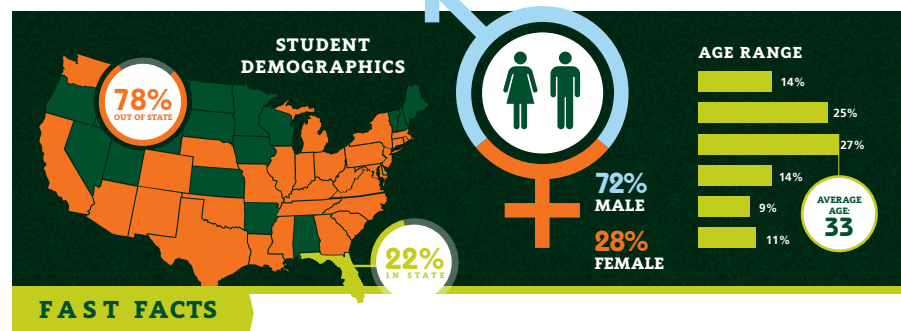 STUDENT
DEMOGRAPHICS
78%
OUT OF STATE
22%
IN STATE
72%
MALE
28%
FEMALE
AGE RANGE
14%
25%
27%
14%
9%
11%
AVERAGE
AGE:
33
FAST FACTS